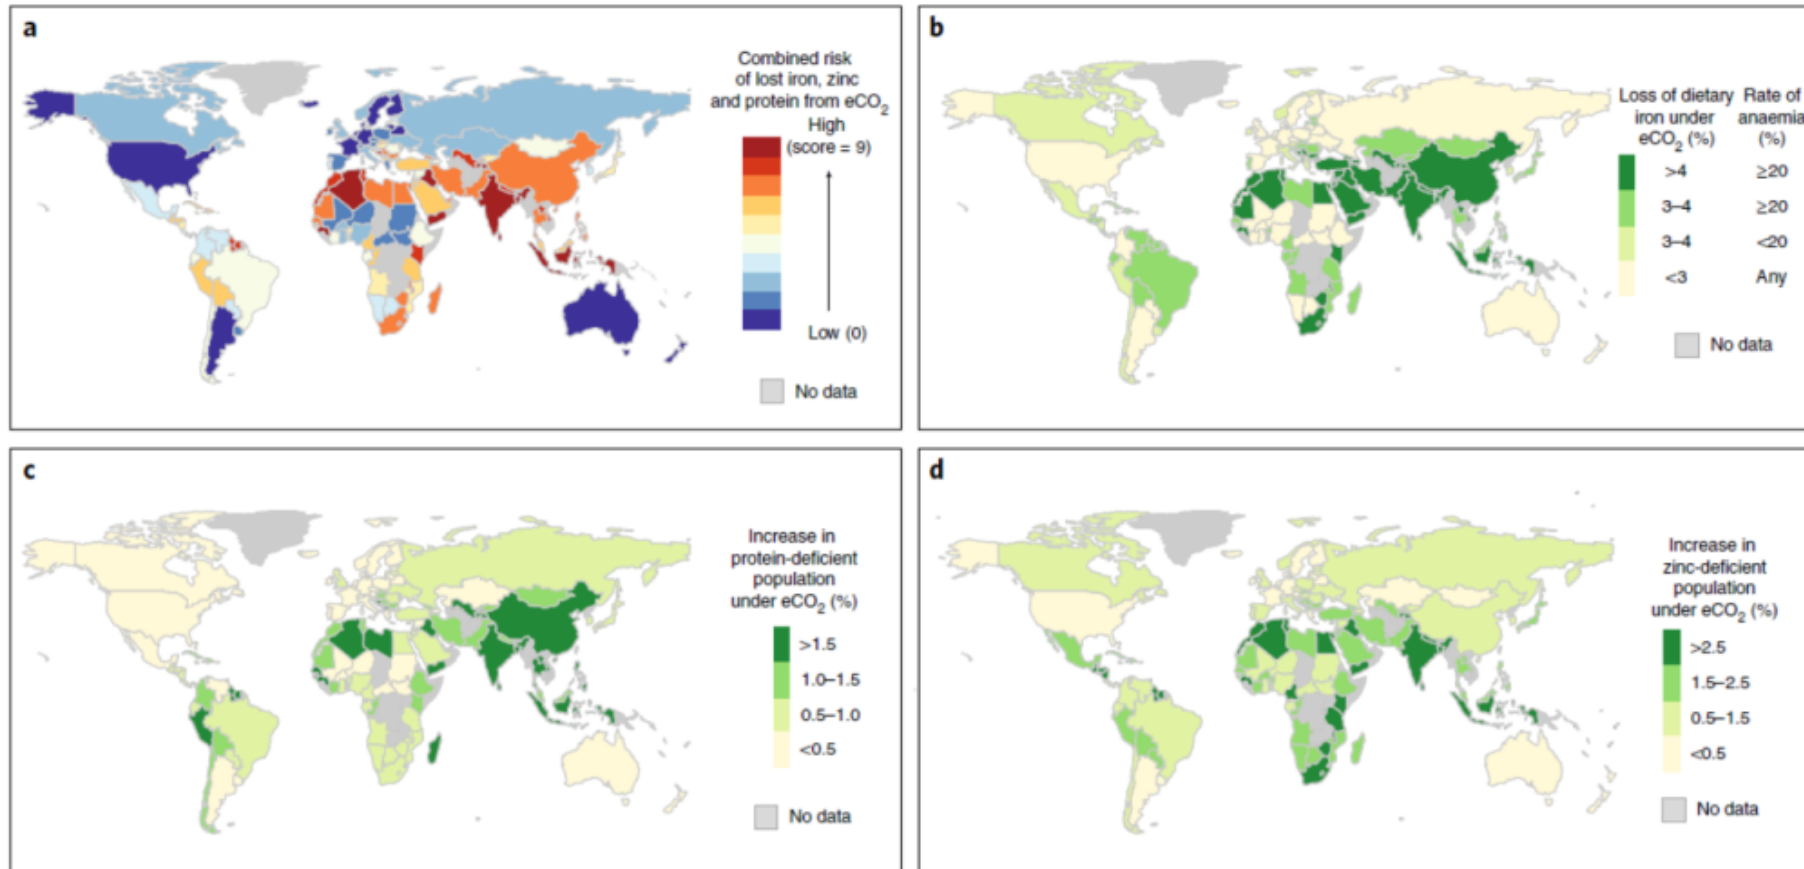 a
Combined risk
of lost iron, zinc
and protein from eCO2
High
(score = 9)
Low (0)
No data
b
Loss of dietary Rate of
iron under anaemia
eCO2 (%) (%)
>4 ≥20
3–4 ≥20
3–4 <20
<3 Any
No data
c
Increase in
protein-deficient
population
under eCO2 (%)
>1.5
1.0–1.5
0.5–1.0
<0.5
No data
d
Increase in
zinc-deficient
population
under eCO2 (%)
>2.5
1.5–2.5
0.5–1.5
<0.5
No data